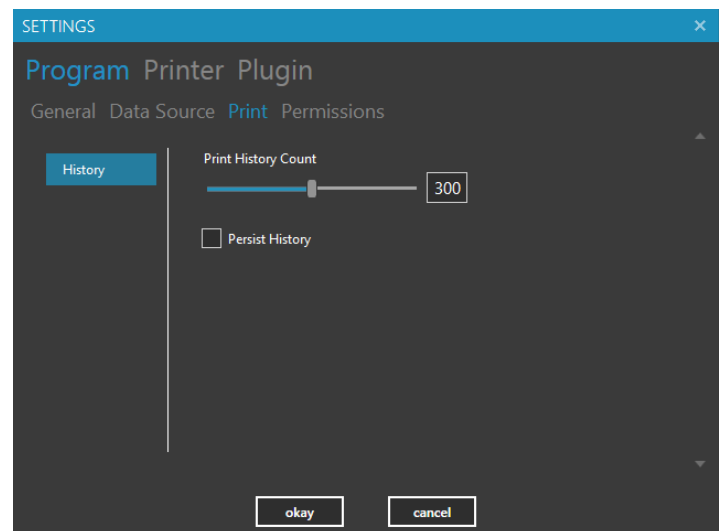 SETTINGS
Program Printer Plugin
General Data Source Print Permissions
History
Print History Count
300
Persist History
okay cancel